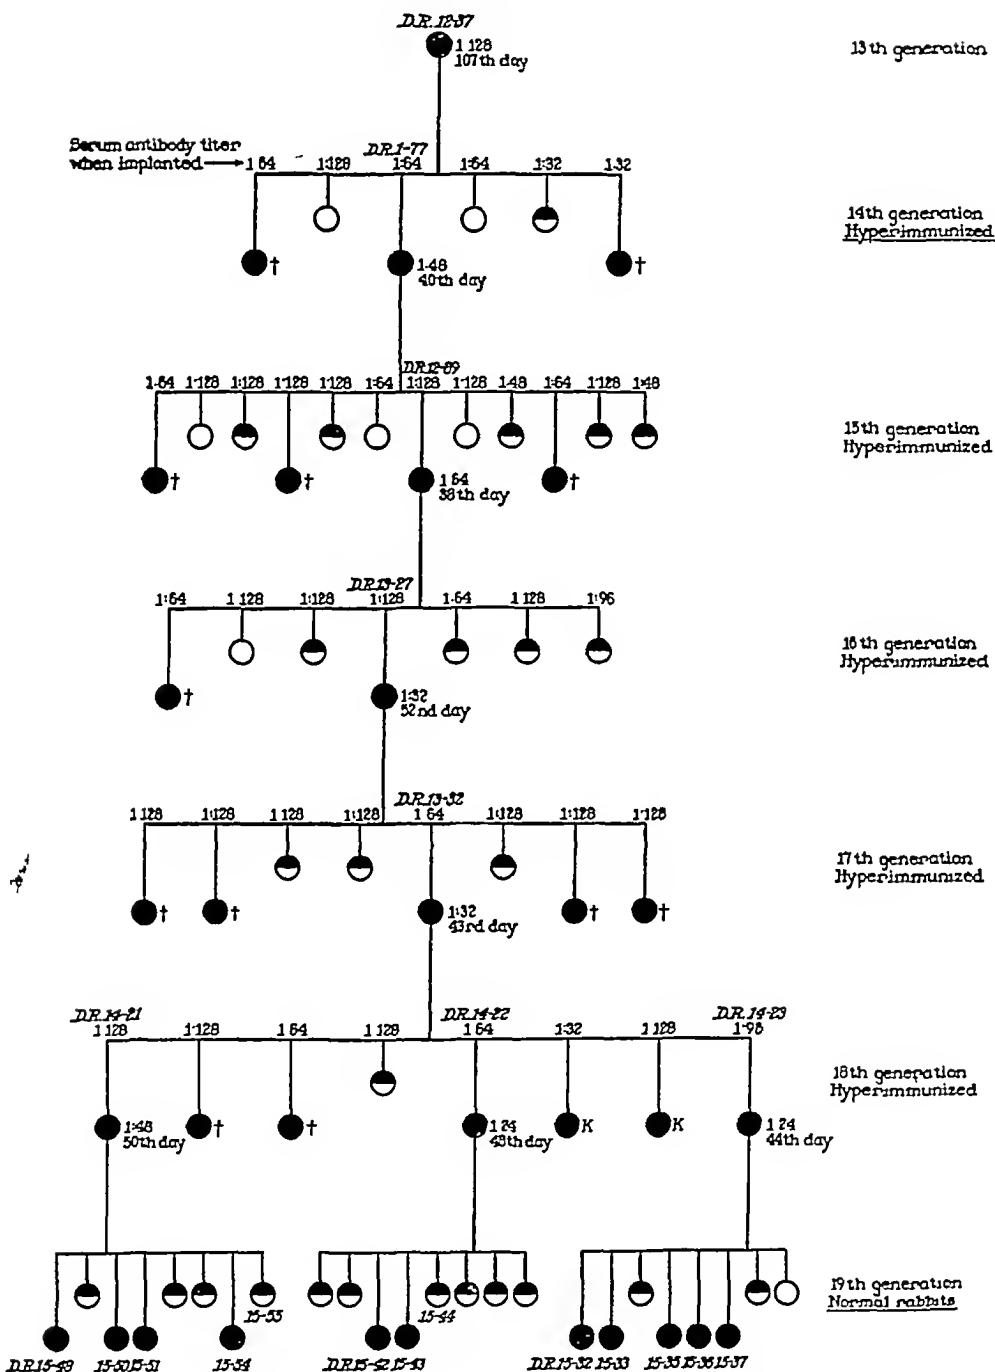 D.R. 12-37
1 128
107th day
13th generation
Serum antibody titer
when implanted
D.R. 1-77
1 64 1:128 1:64 1:64 1:32 1:32
14th generation
Hyperimmunized
†
1:48
40th day
†
D.R. 12-89
1:64 1:128 1:128 1:128 1:128 1:64 1:128 1:128 1:48 1:64 1:128 1:48
15th generation
Hyperimmunized
†
†
1 64
38th day
†
D.R. 13-27
1:64 1 128 1:128 1:128 1:64 1 128 1:96
16th generation
Hyperimmunized
†
1:32
52nd day
D.R. 13-32
1 128 1:128 1 128 1:128 1 64 1:128 1:128 1:128
17th generation
Hyperimmunized
†
†
1:32
43rd day
†
†
D.R. 14-21 D.R. 14-22 D.R. 14-23
1 128 1:128 1 64 1 128 1 64 1:32 1 128 1:96
18th generation
Hyperimmunized
1:48
50th day
†
†
1 24
48th day
K
K
1 24
44th day
19th generation
Normal rabbits
15-55
15-44
D.R. 15-49 15-50 15-51 15-54 D.R. 15-42 15-43 D.R. 15-32 15-33 15-35 15-36 15-37